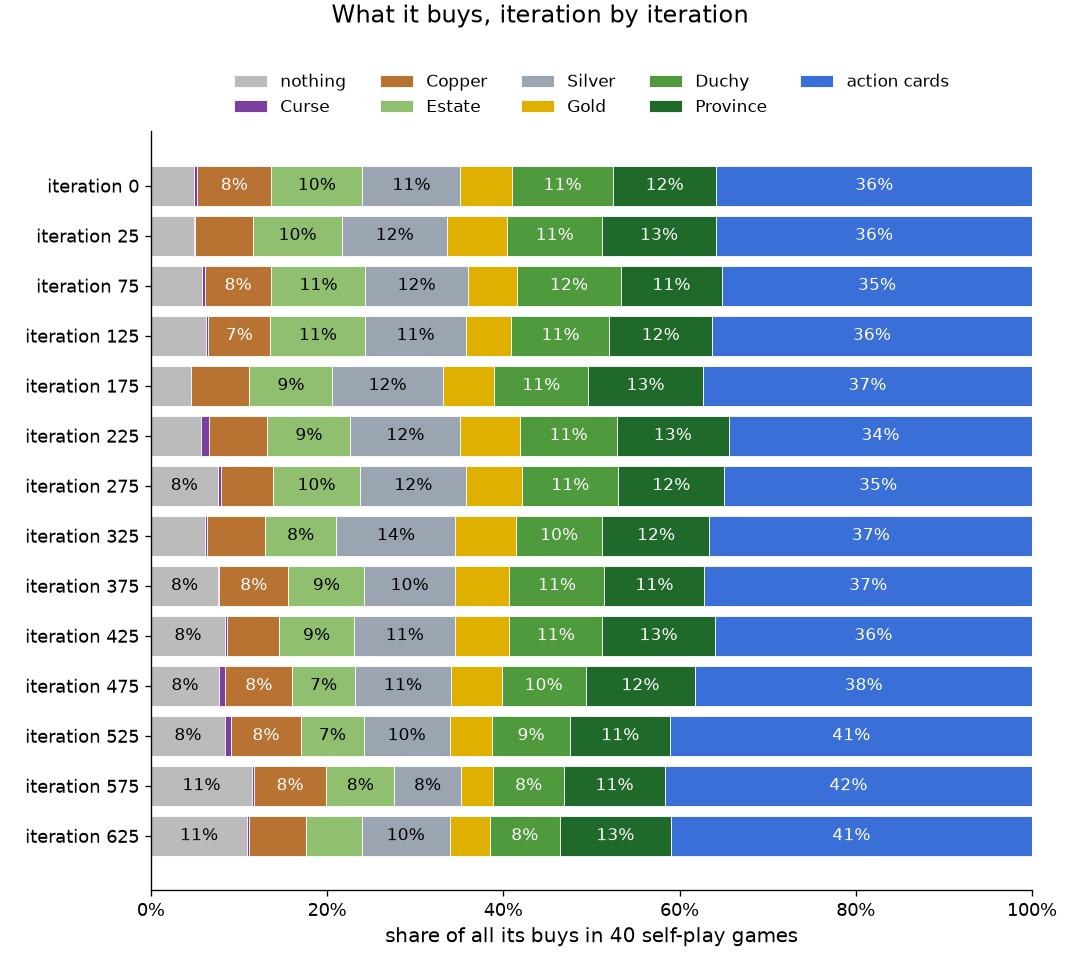 What it buys, iteration by iteration
nothing Copper Silver Duchy action cards
Curse Estate Gold Province
iteration 0 8% 10% 11% 11% 12% 36%
iteration 25 10% 12% 11% 13% 36%
iteration 75 8% 11% 12% 12% 11% 35%
iteration 125 7% 11% 11% 11% 12% 36%
iteration 175 9% 12% 11% 13% 37%
iteration 225 9% 12% 11% 13% 34%
iteration 275 8% 10% 12% 11% 12% 35%
iteration 325 8% 14% 10% 12% 37%
iteration 375 8% 8% 9% 10% 11% 11% 37%
iteration 425 8% 9% 11% 11% 13% 36%
iteration 475 8% 8% 7% 11% 10% 12% 38%
iteration 525 8% 8% 7% 10% 9% 11% 41%
iteration 575 11% 8% 8% 8% 8% 11% 42%
iteration 625 11% 10% 8% 13% 41%
0% 20% 40% 60% 80% 100%
share of all its buys in 40 self-play games